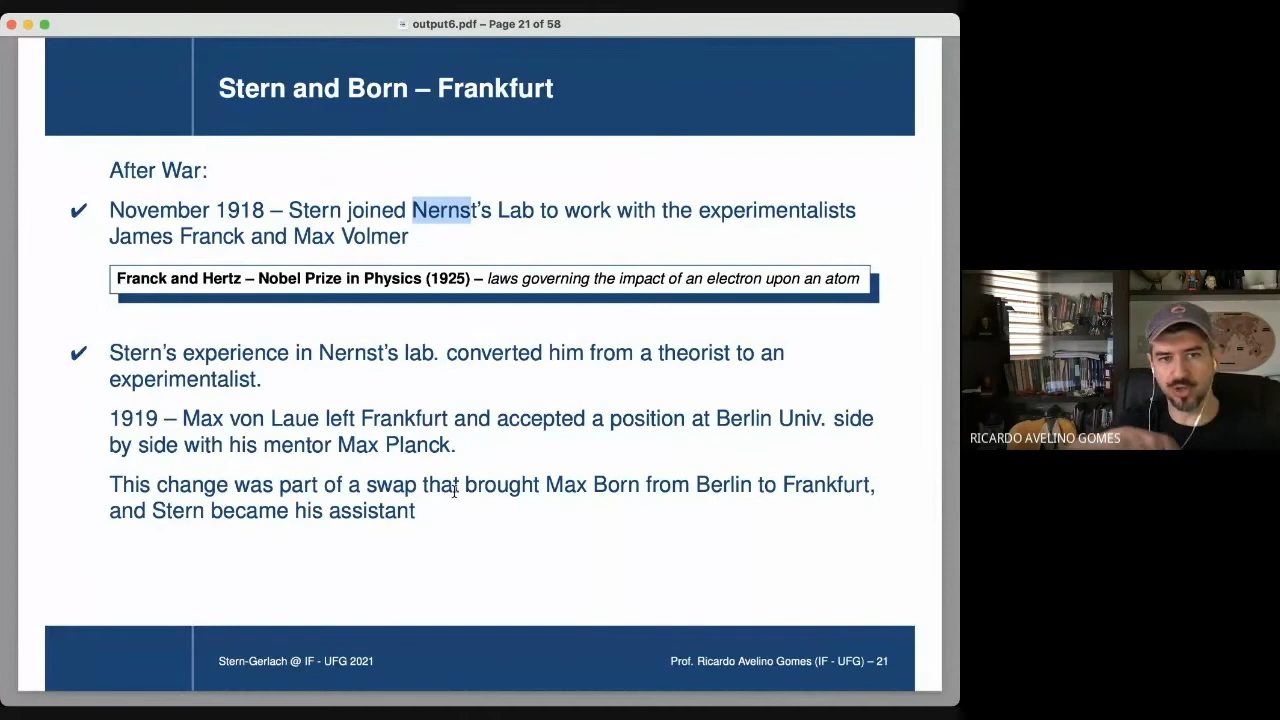 output6.pdf – Page 21 of 58
Stern and Born – Frankfurt
After War:
✔ November 1918 – Stern joined Nernst's Lab to work with the experimentalists
James Franck and Max Volmer
Franck and Hertz – Nobel Prize in Physics (1925) – laws governing the impact of an electron upon an atom
✔ Stern's experience in Nernst's lab. converted him from a theorist to an
experimentalist.
1919 – Max von Laue left Frankfurt and accepted a position at Berlin Univ. side
by side with his mentor Max Planck.
This change was part of a swap that brought Max Born from Berlin to Frankfurt,
and Stern became his assistant
Stern-Gerlach @ IF - UFG 2021
Prof. Ricardo Avelino Gomes (IF - UFG) – 21
RICARDO AVELINO GOMES